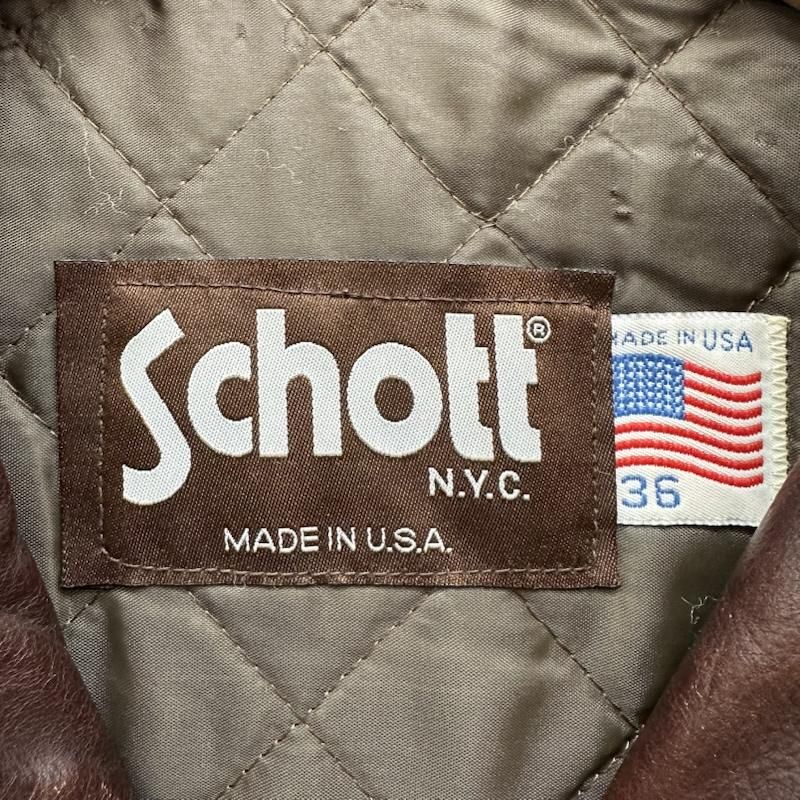 Schott®
N.Y.C.
MADE IN U.S.A.
MADE IN USA
36